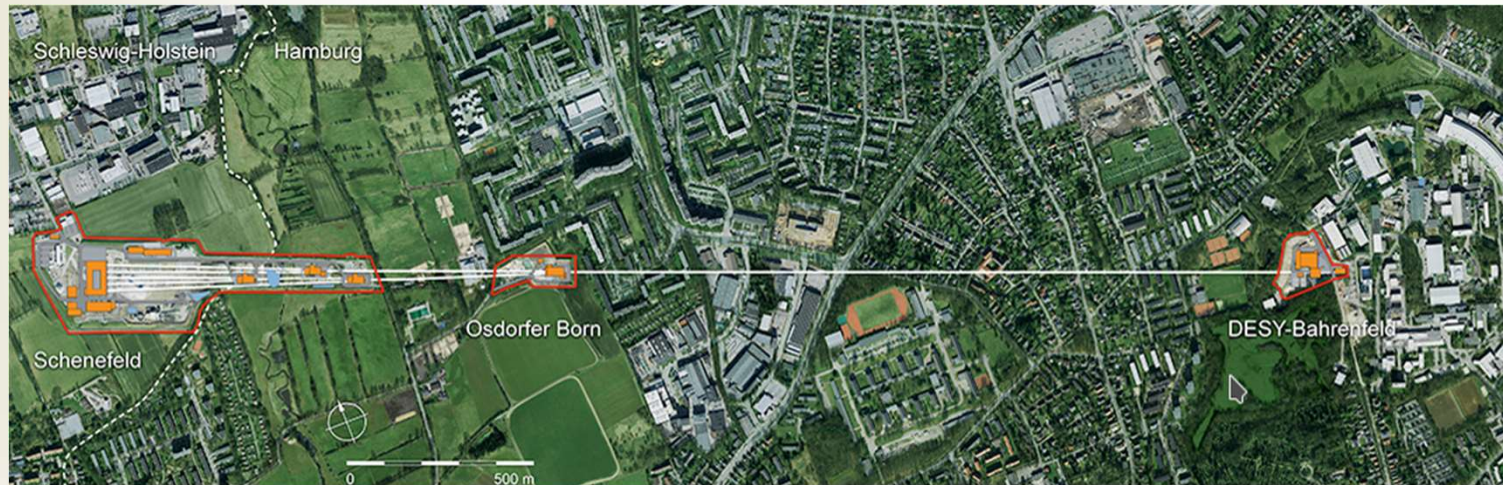 Schleswig-Holstein
Hamburg
Osdorfer Born
DESY-Bahrenfeld
Schenefeld
0
500 m